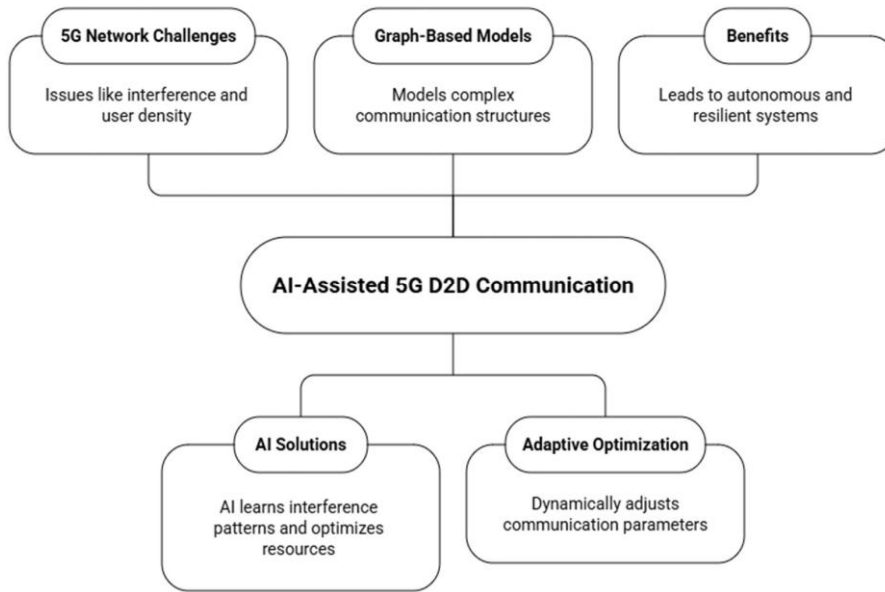 5G Network Challenges
Issues like interference and
user density
Graph-Based Models
Models complex
communication structures
Benefits
Leads to autonomous and
resilient systems
AI-Assisted 5G D2D Communication
AI Solutions
AI learns interference
patterns and optimizes
resources
Adaptive Optimization
Dynamically adjusts
communication parameters